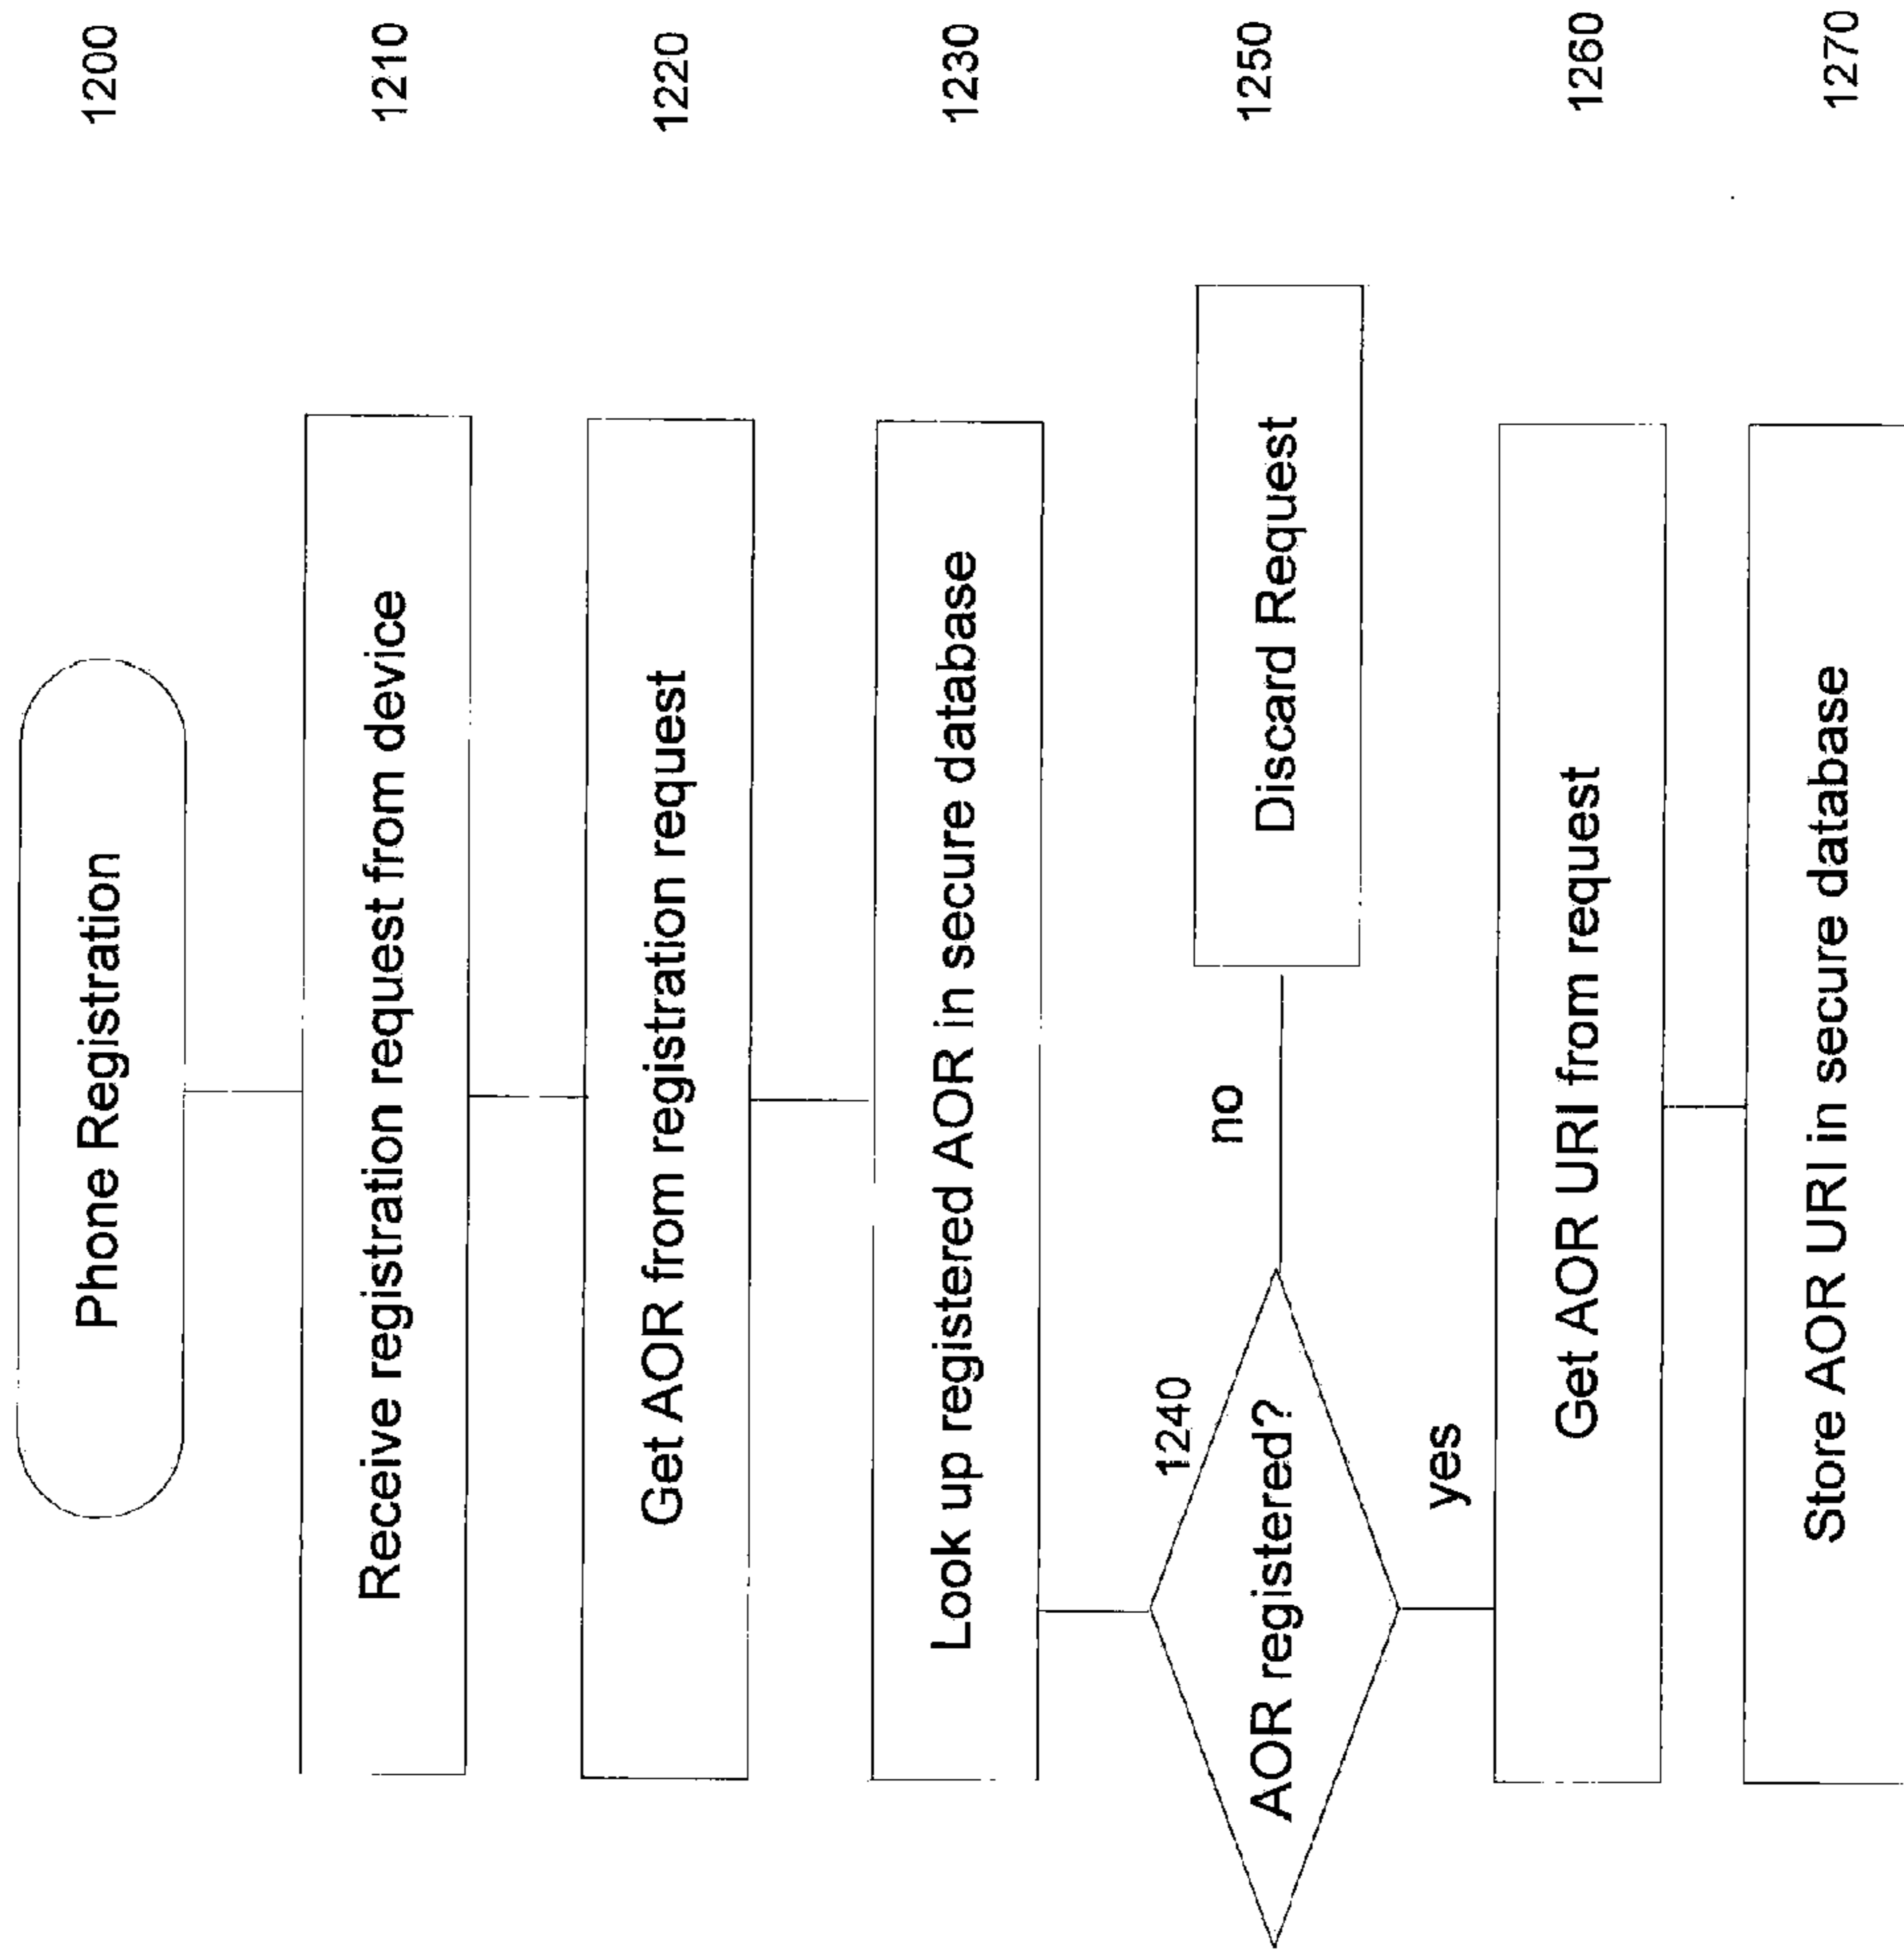 Phone Registration 1200
Receive registration request from device 1210
Get AOR from registration request 1220
Look up registered AOR in secure database 1230
1240
AOR registered?
no
Discard Request 1250
yes
Get AOR URI from request 1260
Store AOR URI in secure database 1270